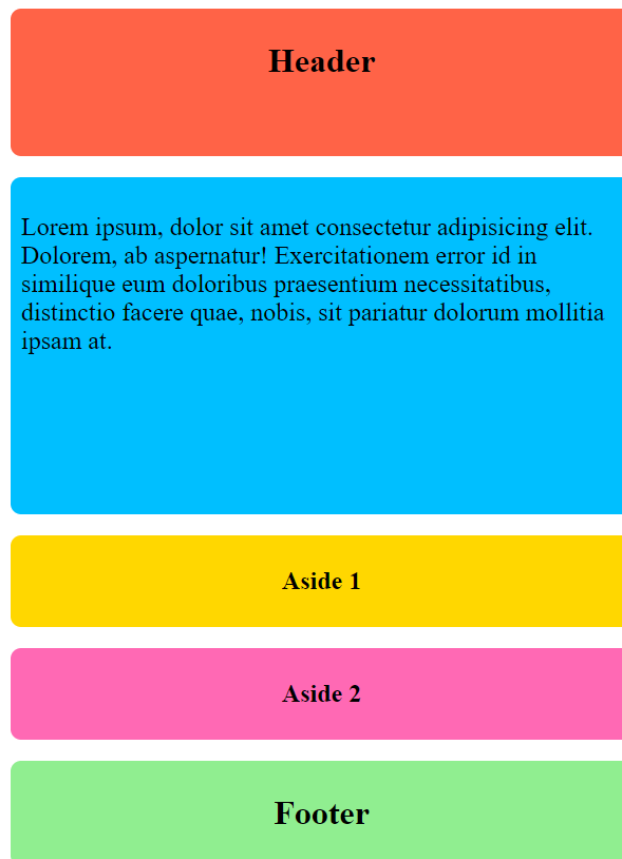 Header
Lorem ipsum, dolor sit amet consectetur adipisicing elit.
Dolorem, ab aspernatur! Exercitationem error id in
similique eum doloribus praesentium necessitatibus,
distinctio facere quae, nobis, sit pariatur dolorum mollitia
ipsam at.
Aside 1
Aside 2
Footer